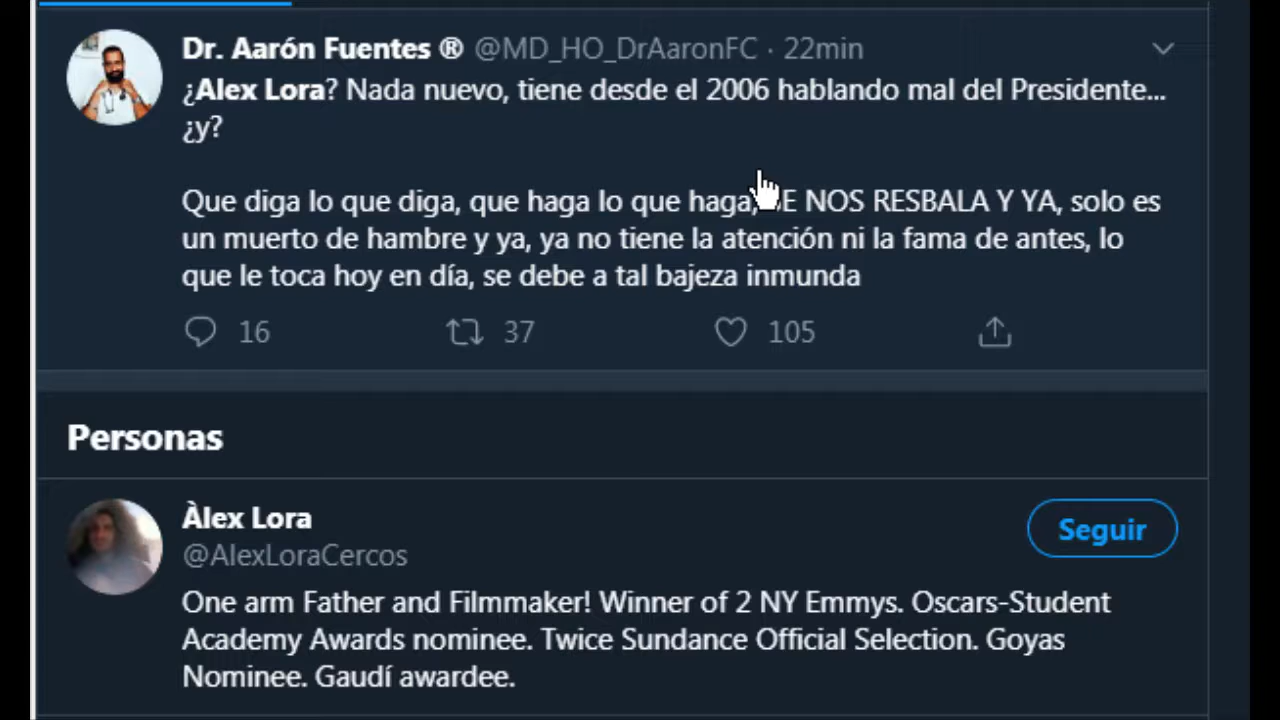 Dr. Aarón Fuentes ® @MD_HO_DrAaronFC · 22min
¿Alex Lora? Nada nuevo, tiene desde el 2006 hablando mal del Presidente...
¿y?
Que diga lo que diga, que haga lo que haga, SE NOS RESBALA Y YA, solo es
un muerto de hambre y ya, ya no tiene la atención ni la fama de antes, lo
que le toca hoy en día, se debe a tal bajeza inmunda
16 37 105
Personas
Àlex Lora
Seguir
@AlexLoraCercos
One arm Father and Filmmaker! Winner of 2 NY Emmys. Oscars-Student
Academy Awards nominee. Twice Sundance Official Selection. Goyas
Nominee. Gaudí awardee.